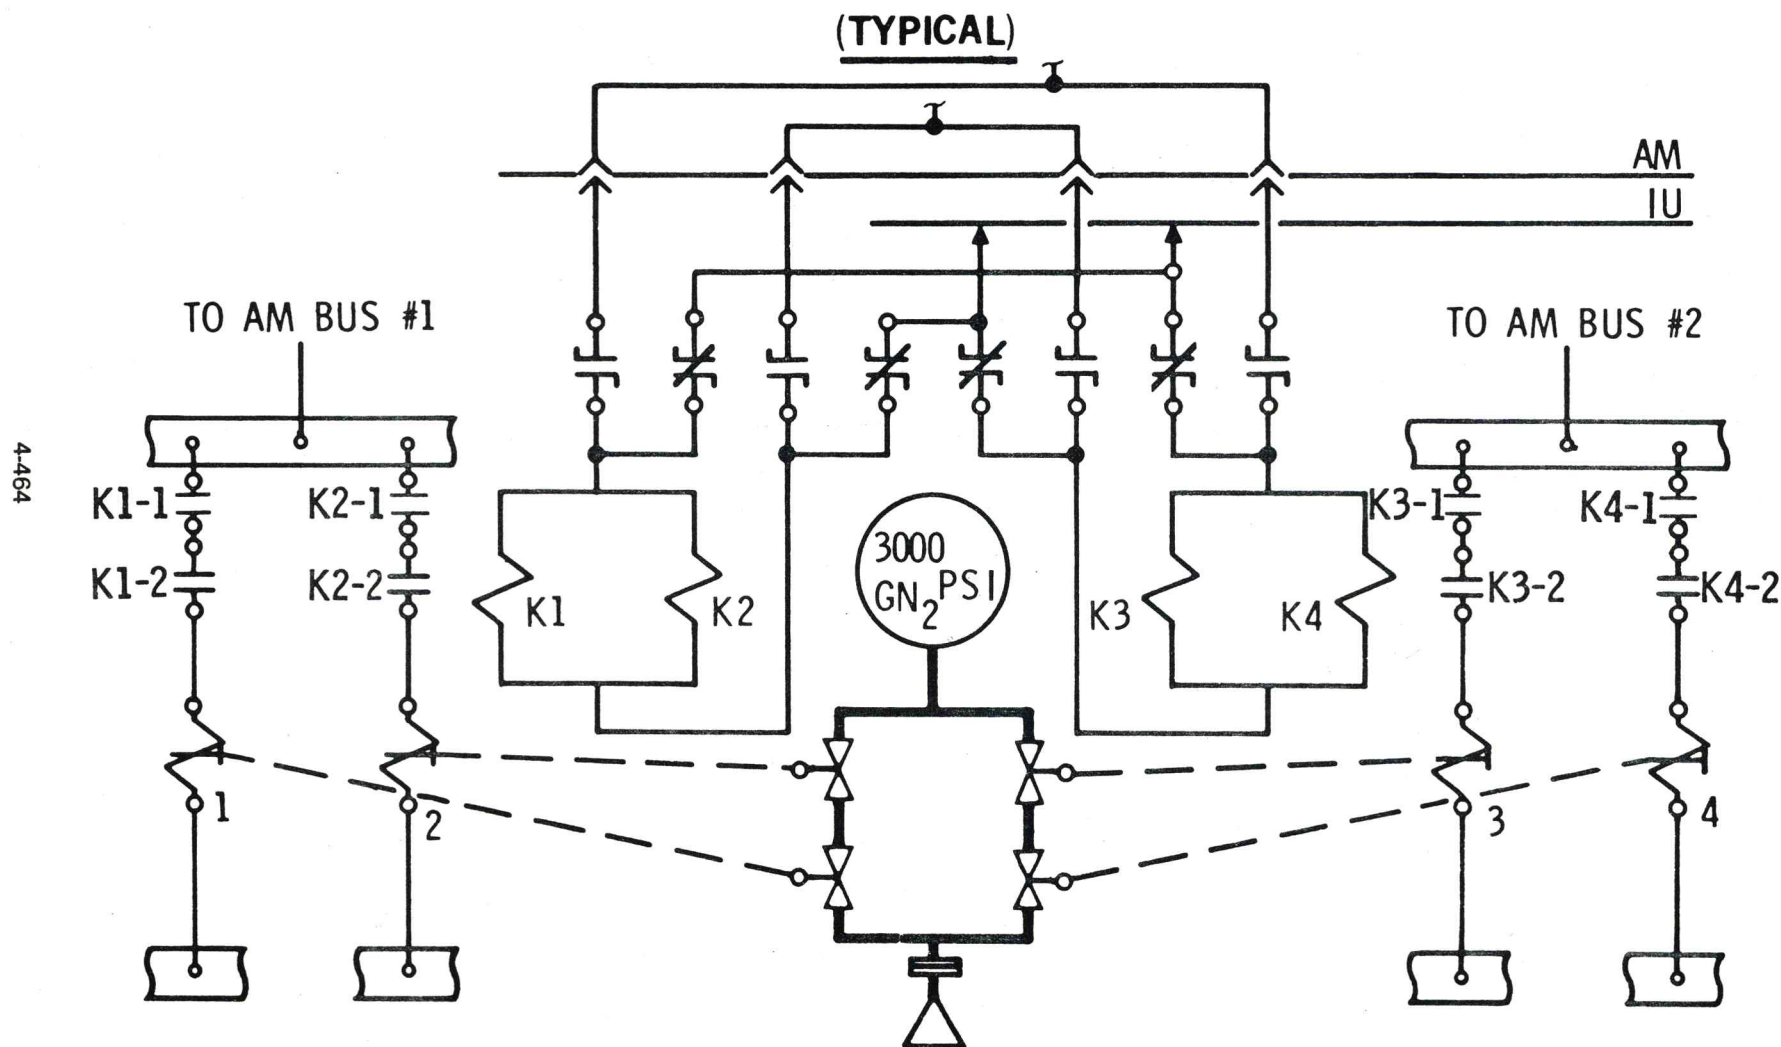 (TYPICAL)
AM
IU
TO AM BUS #1
TO AM BUS #2
4-464
K1-1
K2-1
K3-1
K4-1
K1-2
K2-2
K3-2
K4-2
3000
GN2 PSI
K1
K2
K3
K4
1
2
3
4